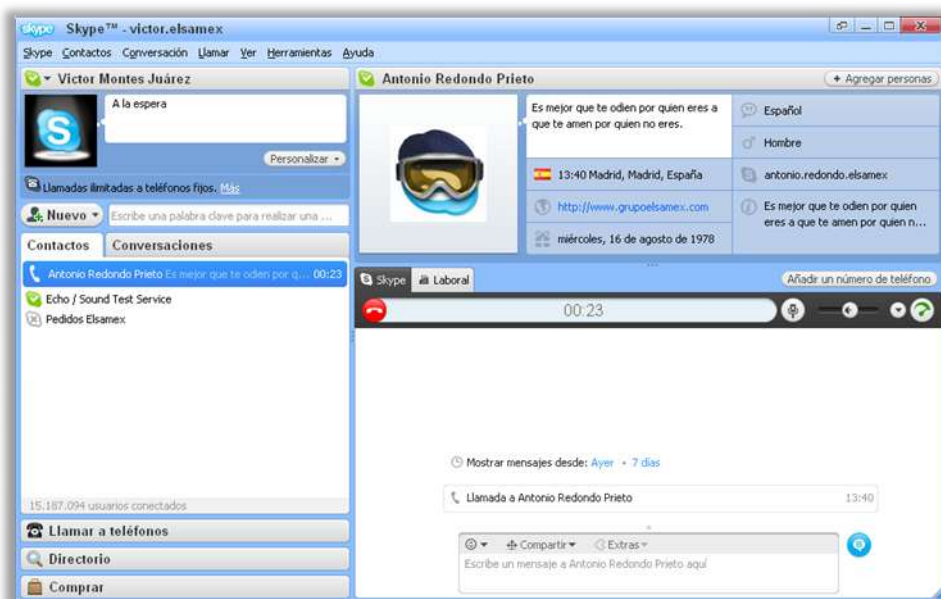 skype Skype™ - victor.elsamex
Skype Contactos Conversación Llamar Ver Herramientas Ayuda
Victor Montes Juárez
A la espera
Personalizar
Llamadas ilimitadas a teléfonos fijos. Más
Nuevo
Escribe una palabra clave para realizar una ...
Contactos Conversaciones
Antonio Redondo Prieto Es mejor que te odien por q... 00:23
Echo / Sound Test Service
Pedidos Elsamex
15.187.094 usuarios conectados
Llamar a teléfonos
Directorio
Comprar
Antonio Redondo Prieto
+ Agregar personas
Es mejor que te odien por quien eres a
que te amen por quien no eres.
13:40 Madrid, Madrid, España
http://www.grupoelsamex.com
miércoles, 16 de agosto de 1978
Español
Hombre
antonio.redondo.elsamex
Es mejor que te odien por quien
eres a que te amen por quien n...
Skype Laboral
Añadir un número de teléfono
00:23
Mostrar mensajes desde: Ayer • 7 días
Llamada a Antonio Redondo Prieto 13:40
Compartir Extras
Escribe un mensaje a Antonio Redondo Prieto aquí